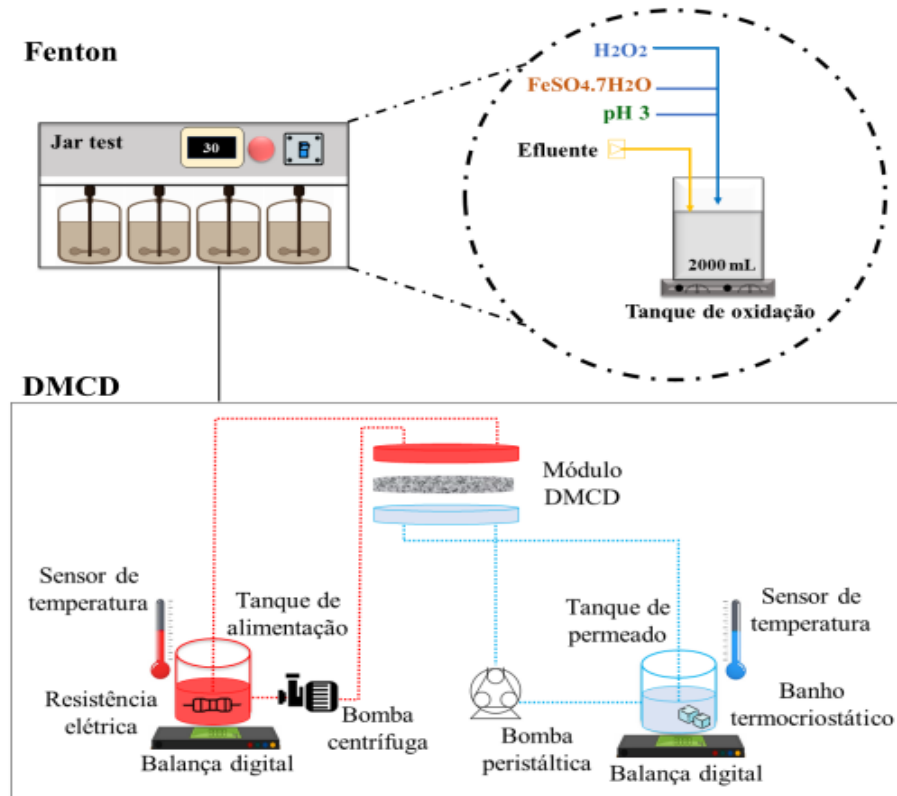 Fenton
Jar test
30
H2O2
FeSO4.7H2O
pH 3
Efluente
2000 mL
Tanque de oxidação
DMCD
Módulo
DMCD
Sensor de
temperatura
Tanque de
alimentação
Resistência
elétrica
Bomba
centrífuga
Balança digital
Bomba
peristáltica
Tanque de
permeado
Sensor de
temperatura
Banho
termocriostático
Balança digital